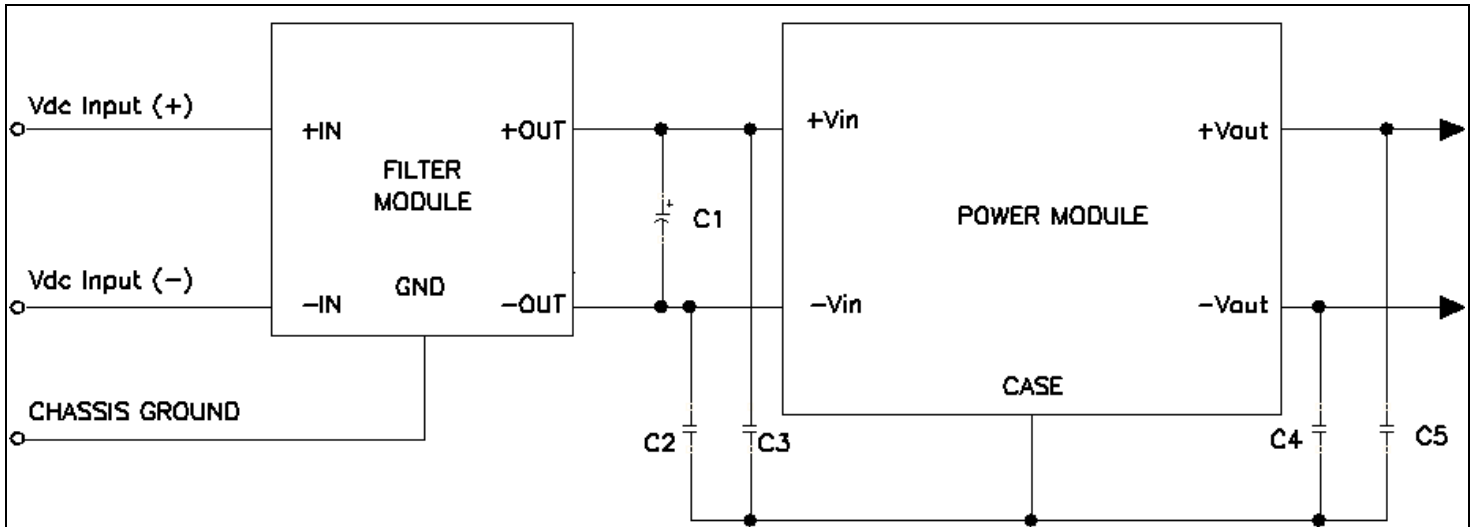 Vdc Input (+)
+IN
+OUT
FILTER
MODULE
+Vin
+Vout
C1
POWER MODULE
Vdc Input (−)
−IN
GND
−OUT
−Vin
−Vout
CASE
CHASSIS GROUND
C2
C3
C4
C5